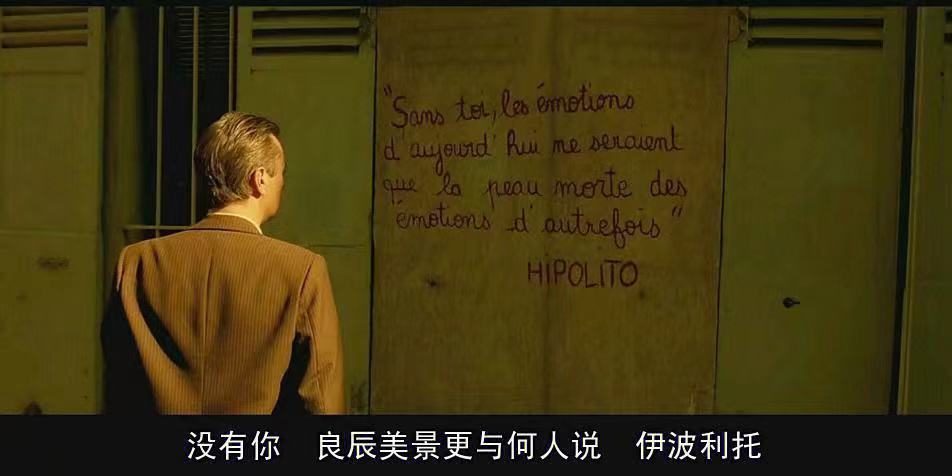 "Sans toi, les émotions
d'aujourd'hui ne seraient
que la peau morte des
émotions d'autrefois"
HIPOLITO
没有你 良辰美景更与何人说 伊波利托